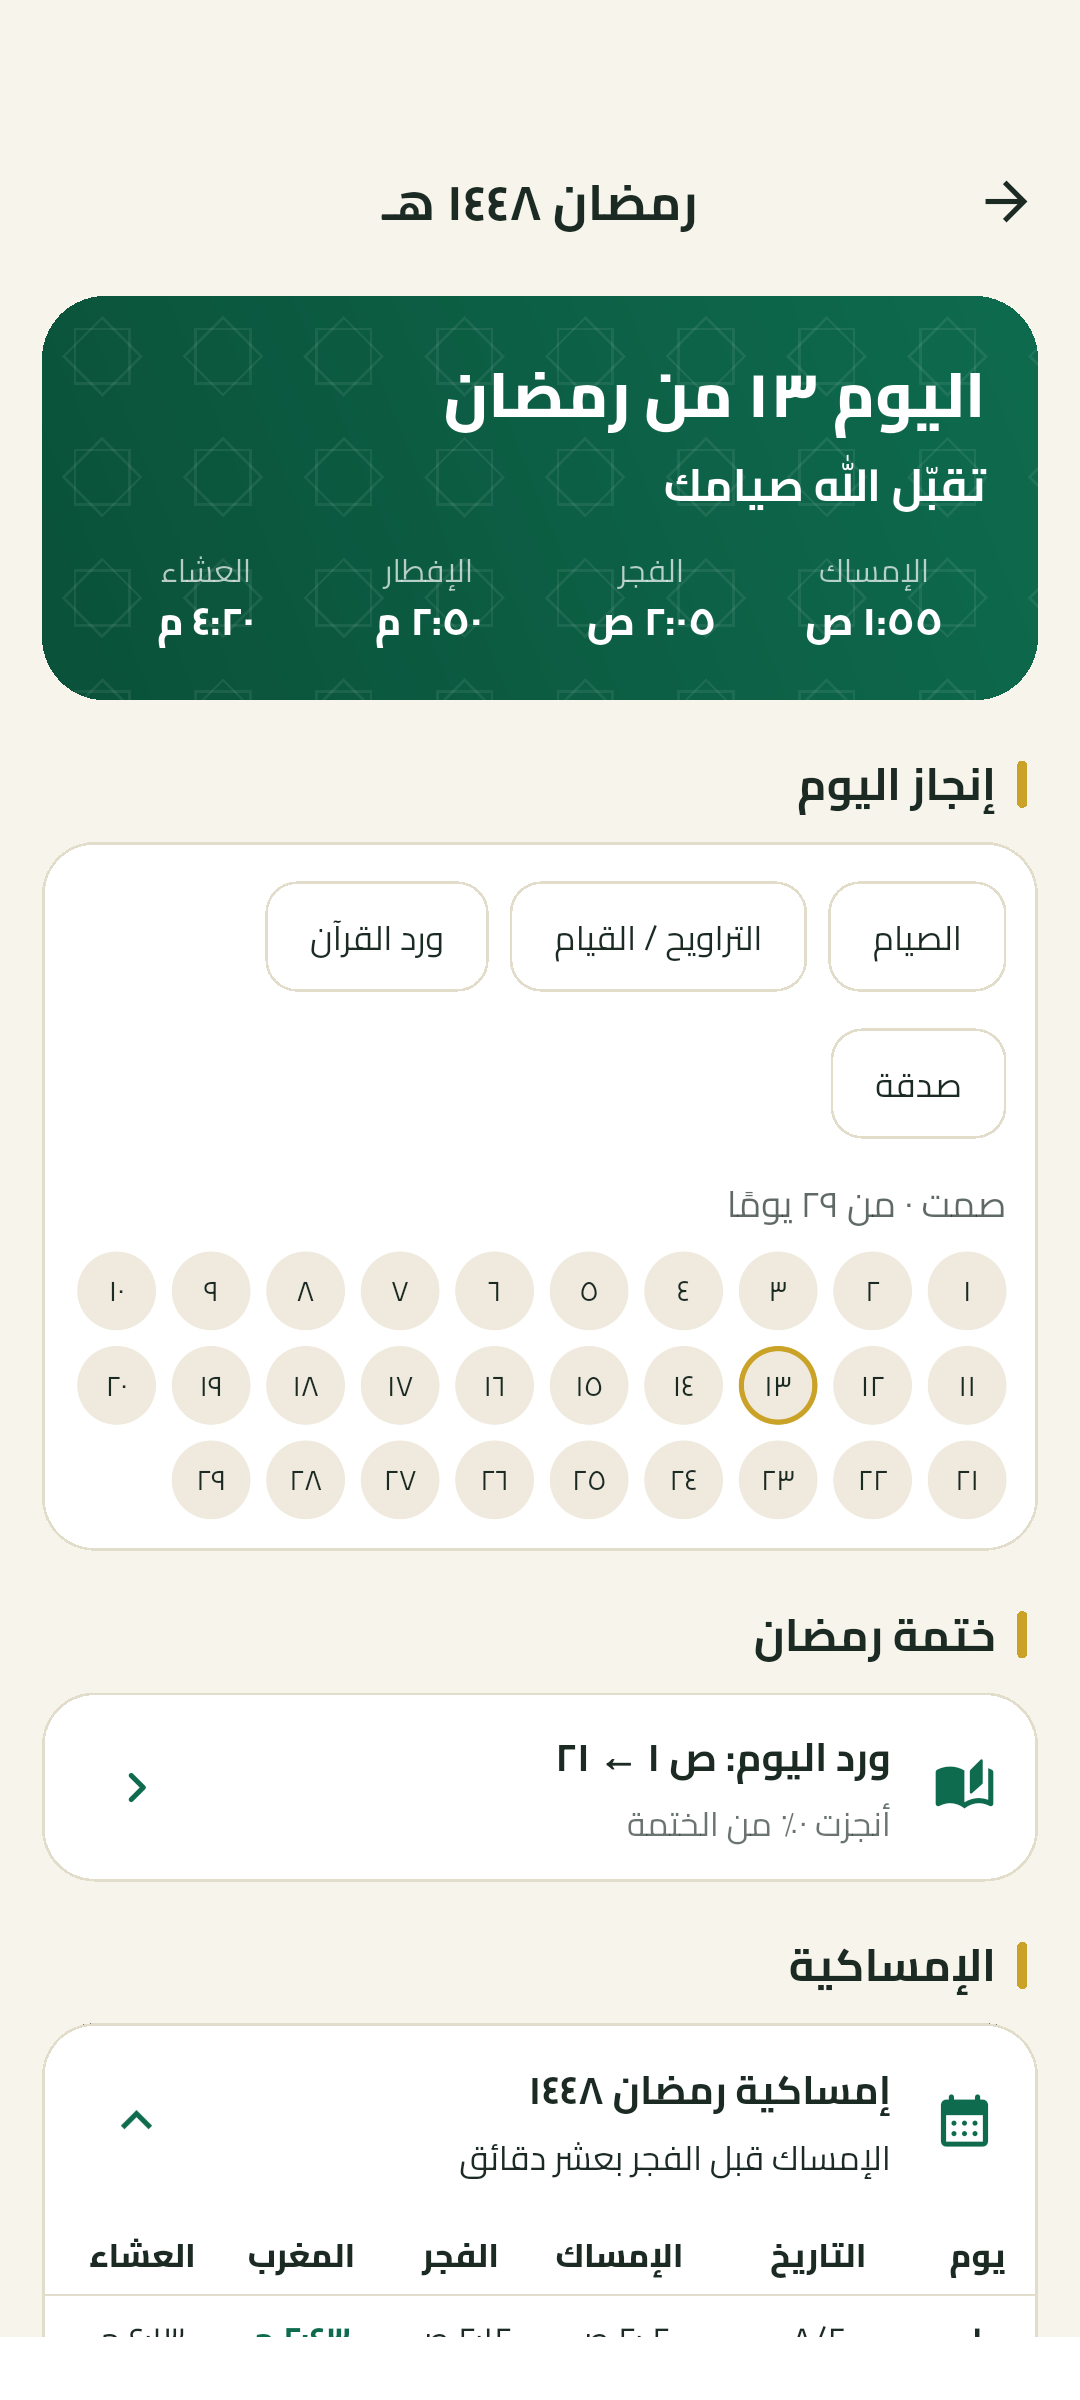 رمضان ١٤٤٨ هـ
اليوم ١٣ من رمضان
تقبّل الله صيامك
الإمساك الفجر الإفطار العشاء
١:٥٥ ص ٢:٠٥ ص ٢:٥٠ م ٤:٢٠ م
إنجاز اليوم
الصيام التراويح / القيام ورد القرآن
صدقة
صمت ٠ من ٢٩ يومًا
١ ٢ ٣ ٤ ٥ ٦ ٧ ٨ ٩ ١٠
١١ ١٢ ١٣ ١٤ ١٥ ١٦ ١٧ ١٨ ١٩ ٢٠
٢١ ٢٢ ٢٣ ٢٤ ٢٥ ٢٦ ٢٧ ٢٨ ٢٩
ختمة رمضان
ورد اليوم: ص ١ ← ٢١
أنجزت ٠٪ من الختمة
الإمساكية
إمساكية رمضان ١٤٤٨
الإمساك قبل الفجر بعشر دقائق
يوم التاريخ الإمساك الفجر المغرب العشاء